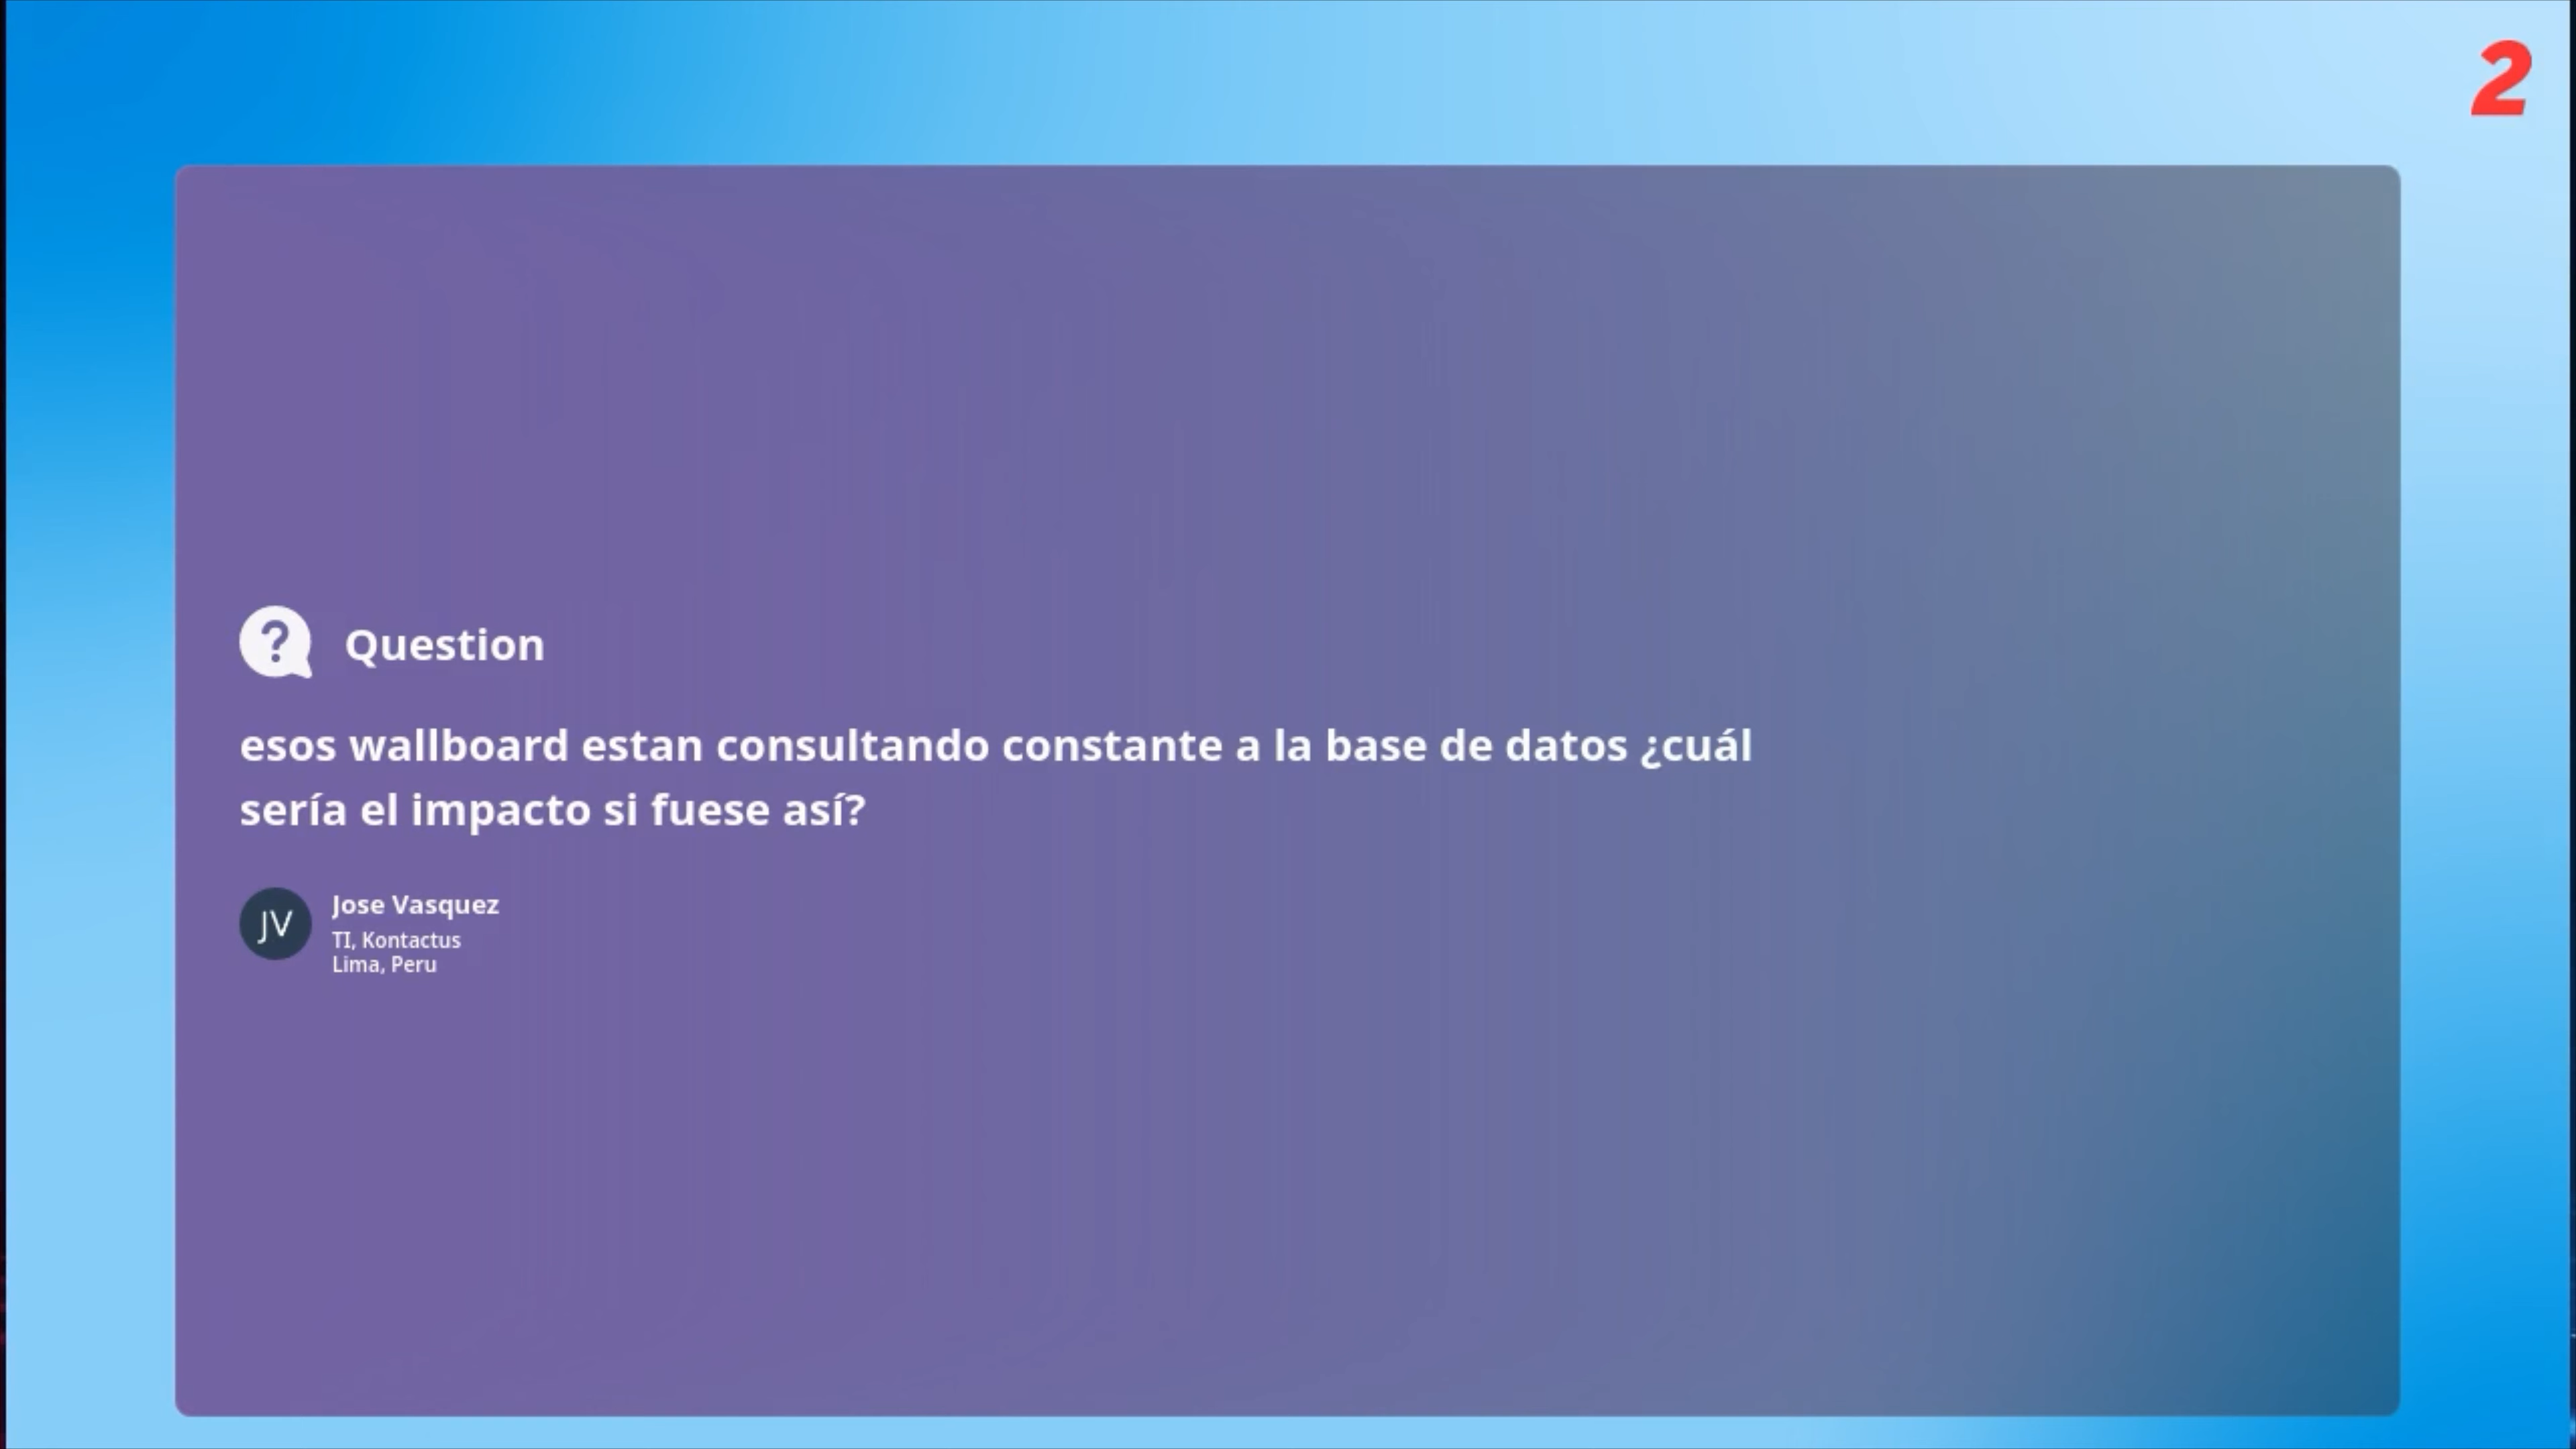 2
Question
esos wallboard estan consultando constante a la base de datos ¿cuál
sería el impacto si fuese así?
JV
Jose Vasquez
TI, Kontactus
Lima, Peru